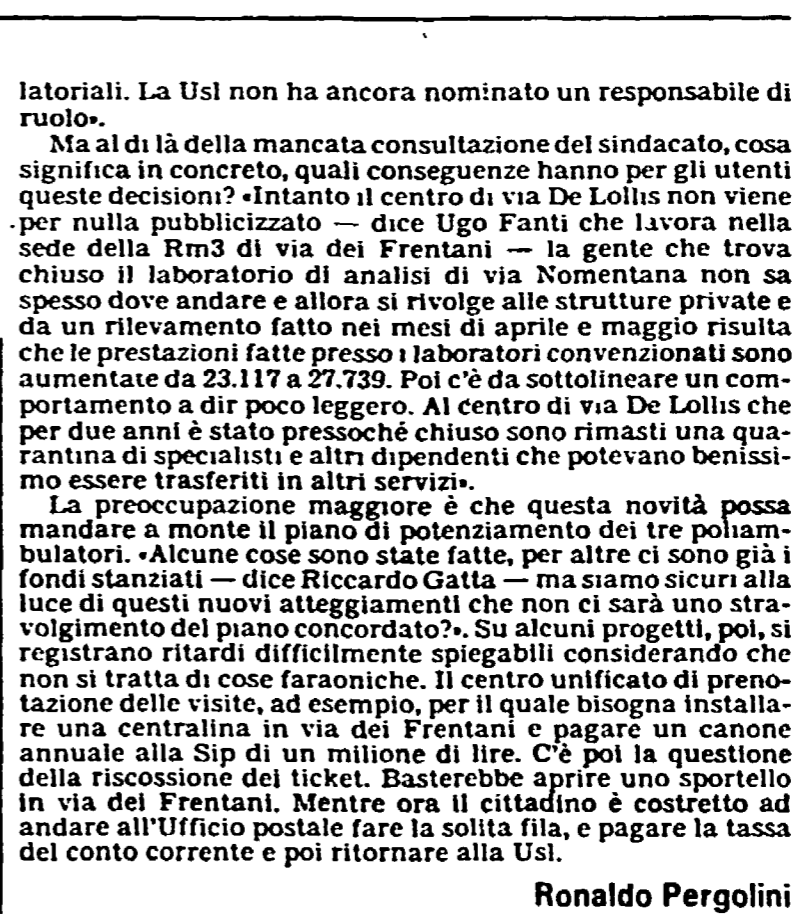 latoriali. La Usl non ha ancora nominato un responsabile di
ruolo».
Ma al di là della mancata consultazione del sindacato, cosa
significa in concreto, quali conseguenze hanno per gli utenti
queste decisioni? «Intanto il centro di via De Lollis non viene
per nulla pubblicizzato — dice Ugo Fanti che lavora nella
sede della Rm3 di via dei Frentani — la gente che trova
chiuso il laboratorio di analisi di via Nomentana non sa
spesso dove andare e allora si rivolge alle strutture private e
da un rilevamento fatto nei mesi di aprile e maggio risulta
che le prestazioni fatte presso i laboratori convenzionati sono
aumentate da 23.117 a 27.739. Poi c'è da sottolineare un com-
portamento a dir poco leggero. Al centro di via De Lollis che
per due anni è stato pressoché chiuso sono rimasti una qua-
rantina di specialisti e altri dipendenti che potevano benissi-
mo essere trasferiti in altri servizi».
La preoccupazione maggiore è che questa novità possa
mandare a monte il piano di potenziamento dei tre poliam-
bulatori. «Alcune cose sono state fatte, per altre ci sono già i
fondi stanziati — dice Riccardo Gatta — ma siamo sicuri alla
luce di questi nuovi atteggiamenti che non ci sarà uno stra-
volgimento del piano concordato?». Su alcuni progetti, poi, si
registrano ritardi difficilmente spiegabili considerando che
non si tratta di cose faraoniche. Il centro unificato di preno-
tazione delle visite, ad esempio, per il quale bisogna installa-
re una centralina in via dei Frentani e pagare un canone
annuale alla Sip di un milione di lire. C'è poi la questione
della riscossione dei ticket. Basterebbe aprire uno sportello
in via dei Frentani. Mentre ora il cittadino è costretto ad
andare all'Ufficio postale fare la solita fila, e pagare la tassa
del conto corrente e poi ritornare alla Usl.
Ronaldo Pergolini